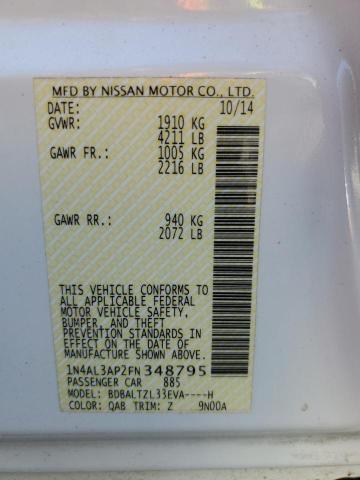 MFD BY NISSAN MOTOR CO., LTD.
DATE: 10/14
GVWR: 1910 KG
4211 LB
GAWR FR.: 1005 KG
2216 LB
GAWR RR.: 940 KG
2072 LB
THIS VEHICLE CONFORMS TO
ALL APPLICABLE FEDERAL
MOTOR VEHICLE SAFETY,
BUMPER, AND THEFT
PREVENTION STANDARDS IN
EFFECT ON THE DATE OF
MANUFACTURE SHOWN ABOVE.
1N4AL3AP2FN348795
PASSENGER CAR 885
MODEL: BDBALTZL33EVA----H
COLOR: QAB TRIM: Z 9N00A